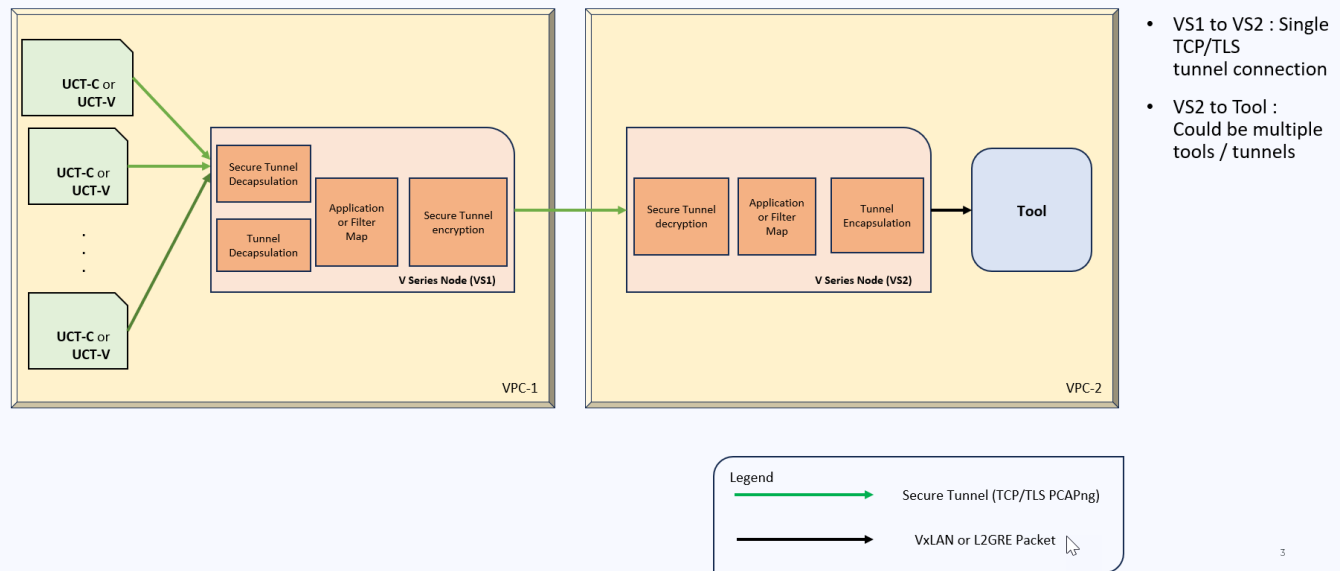 UCT-C or
UCT-V
UCT-C or
UCT-V
.
.
.
UCT-C or
UCT-V
Secure Tunnel
Decapsulation
Tunnel
Decapsulation
Application
or Filter
Map
Secure Tunnel
encryption
V Series Node (VS1)
VPC-1
Secure Tunnel
decryption
Application
or Filter
Map
Tunnel
Encapsulation
V Series Node (VS2)
Tool
VPC-2
• VS1 to VS2 : Single
TCP/TLS
tunnel connection
• VS2 to Tool :
Could be multiple
tools / tunnels
Legend
Secure Tunnel (TCP/TLS PCAPng)
VxLAN or L2GRE Packet
3